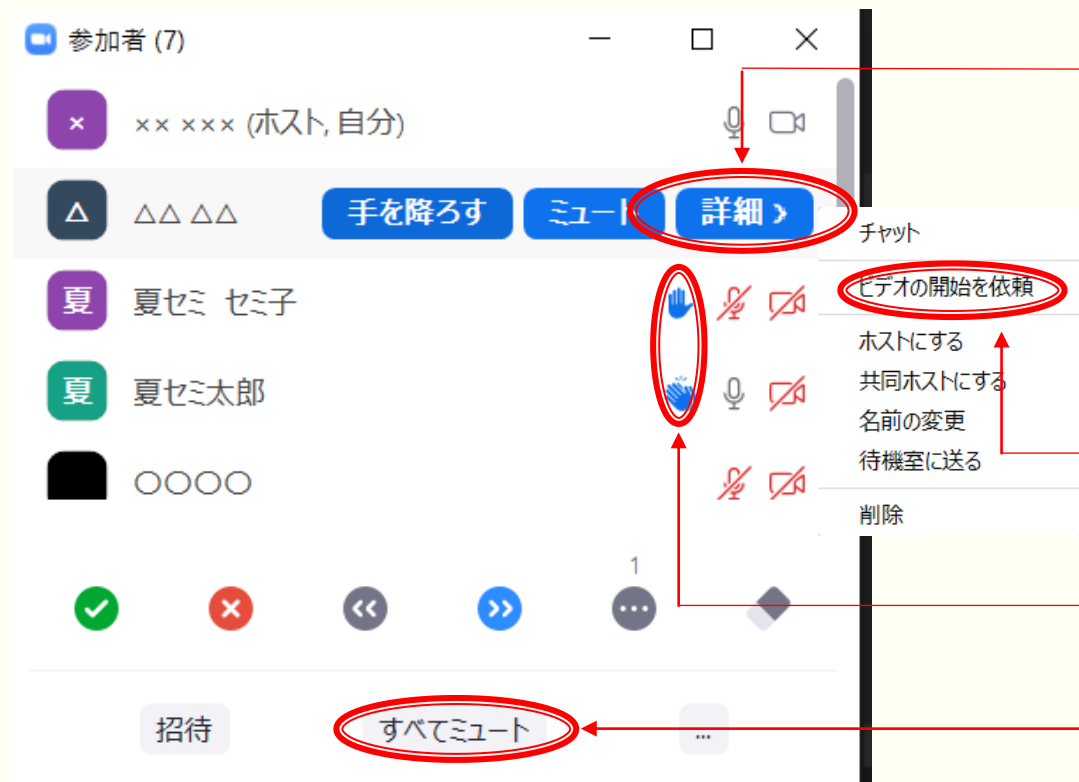 参加者 (7)
× ×× ××× (ホスト, 自分)
△ △△ △△ 手を降ろす ミュート 詳細 ›
チャット
夏 夏セミ セミ子
ビデオの開始を依頼
ホストにする
夏 夏セミ太郎
共同ホストにする
名前の変更
待機室に送る
〇〇〇〇
削除
1
招待 すべてミュート ...